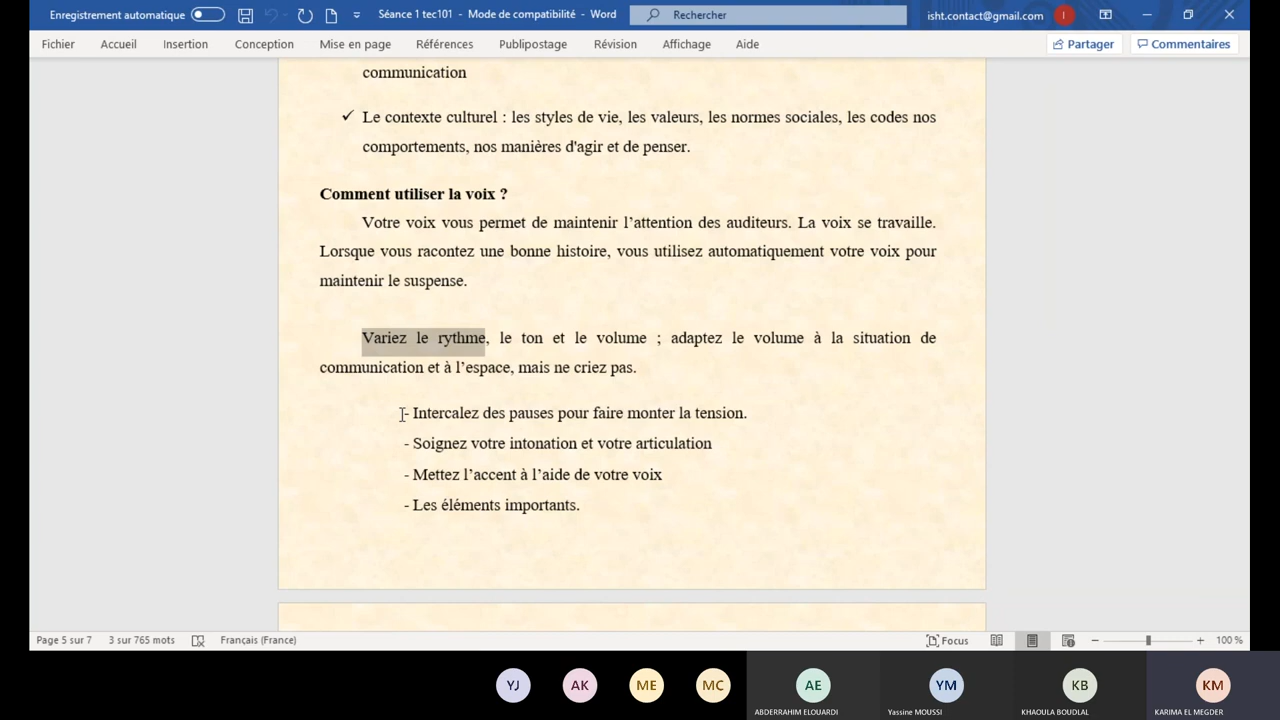 Enregistrement automatique
Séance 1 tec101 - Mode de compatibilité - Word
Rechercher
isht.contact@gmail.com
I
Fichier Accueil Insertion Conception Mise en page Références Publipostage Révision Affichage Aide
Partager
Commentaires
communication
✓ Le contexte culturel : les styles de vie, les valeurs, les normes sociales, les codes nos
comportements, nos manières d'agir et de penser.
Comment utiliser la voix ?
Votre voix vous permet de maintenir l’attention des auditeurs. La voix se travaille.
Lorsque vous racontez une bonne histoire, vous utilisez automatiquement votre voix pour
maintenir le suspense.
Variez le rythme, le ton et le volume ; adaptez le volume à la situation de
communication et à l’espace, mais ne criez pas.
- Intercalez des pauses pour faire monter la tension.
- Soignez votre intonation et votre articulation
- Mettez l’accent à l’aide de votre voix
- Les éléments importants.
Page 5 sur 7 3 sur 765 mots Français (France)
Focus
100 %
YJ AK ME MC AE YM KB KM
ABDERRAHIM ELOUARDI Yassine MOUSSI KHAOULA BOUDLAL KARIMA EL MEGDER